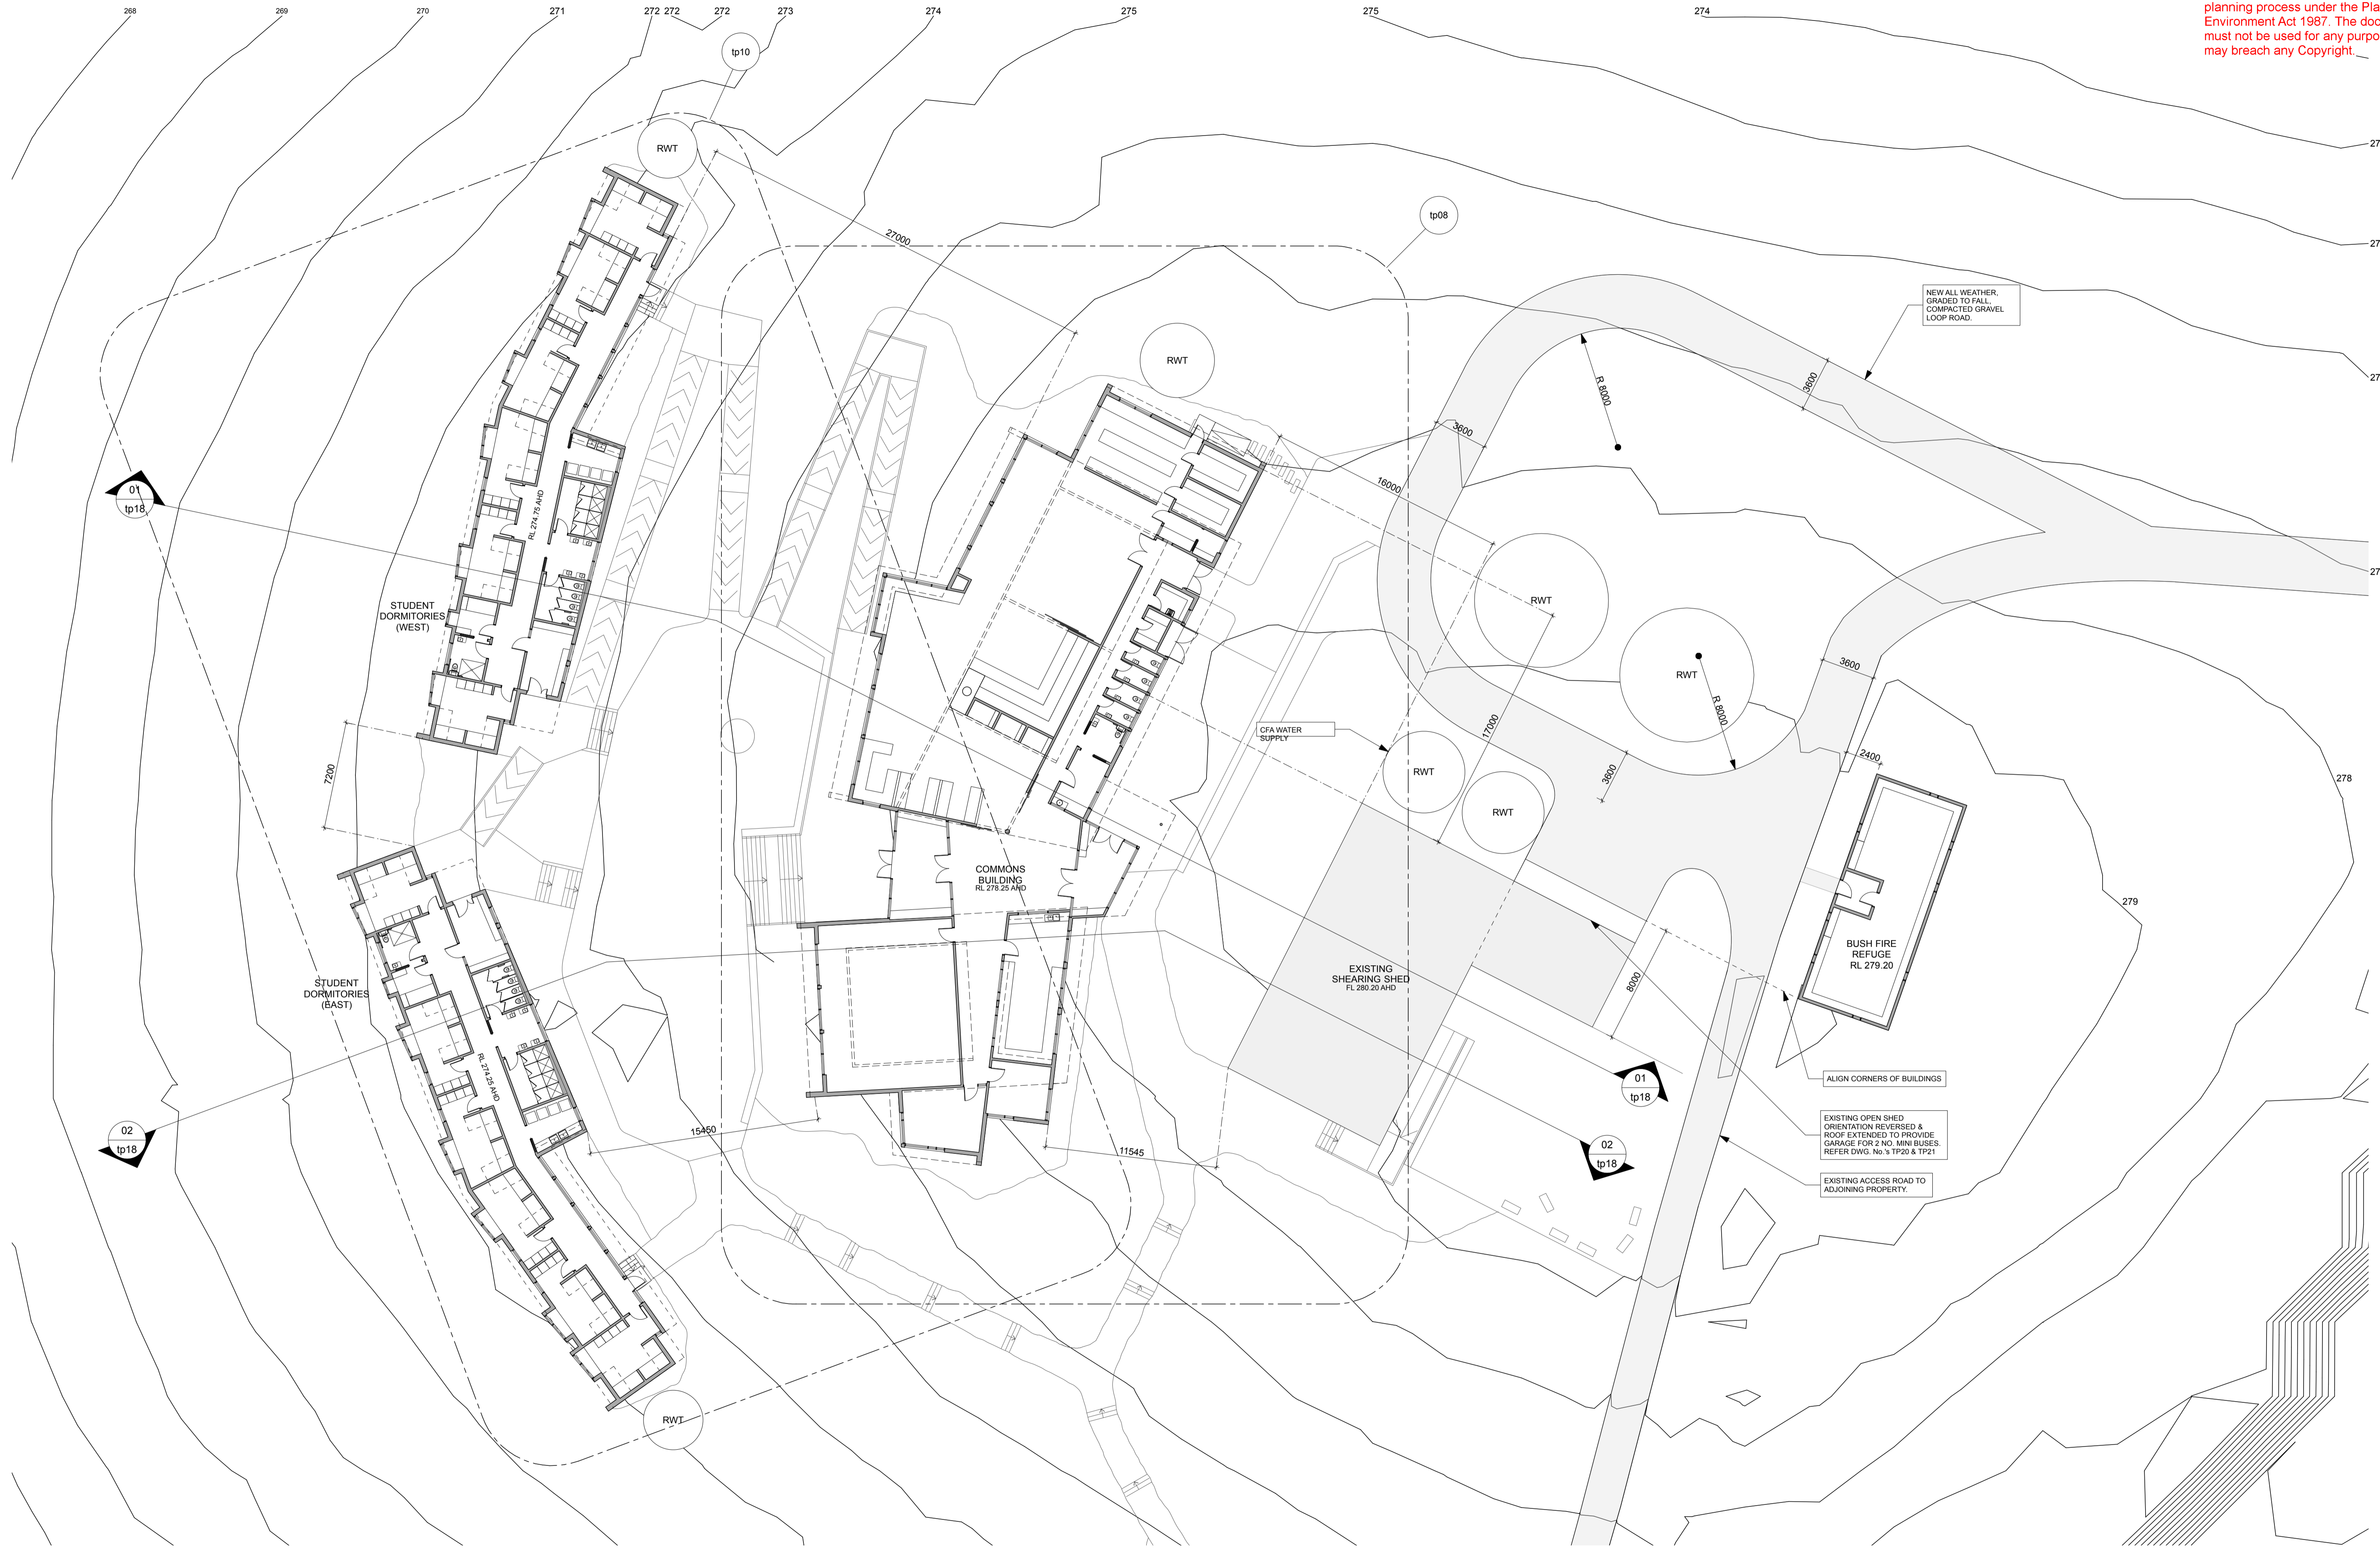 268
269
270
271
272
272
272
273
274
275
275
274
planning process under the Pla
Environment Act 1987. The doc
must not be used for any purpo
may breach any Copyright.
tp10
RWT
27
tp08
27000
27
NEW ALL WEATHER,
GRADED TO FALL,
COMPACTED GRAVEL
LOOP ROAD.
RWT
R 8000
3600
27
3600
16000
01
tp18
RL 274.75 AHD
27
STUDENT
DORMITORIES
(WEST)
RWT
RWT
3600
R 8000
17000
CFA WATER
SUPPLY
2400
7200
RWT
3600
278
RWT
COMMONS
BUILDING
RL 278.25 AHD
279
BUSH FIRE
REFUGE
RL 279.20
EXISTING
SHEARING SHED
FL 280.20 AHD
8000
STUDENT
DORMITORIES
(EAST)
RL 274.25 AHD
01
tp18
ALIGN CORNERS OF BUILDINGS
02
tp18
15450
11545
02
tp18
EXISTING OPEN SHED
ORIENTATION REVERSED &
ROOF EXTENDED TO PROVIDE
GARAGE FOR 2 NO. MINI BUSES.
REFER DWG. No.'s TP20 & TP21
EXISTING ACCESS ROAD TO
ADJOINING PROPERTY.
RWT